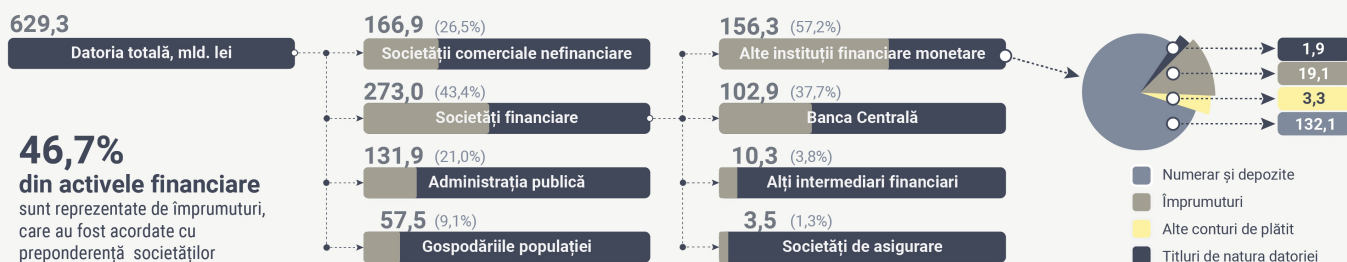 629,3
Datoria totală, mld. lei
46,7%
din activele financiare
sunt reprezentate de împrumuturi,
care au fost acordate cu
preponderență societăților
166,9 (26,5%)
Societății comerciale nefinanciare
273,0 (43,4%)
Societăți financiare
131,9 (21,0%)
Administrația publică
57,5 (9,1%)
Gospodăriile populației
156,3 (57,2%)
Alte instituții financiare monetare
102,9 (37,7%)
Banca Centrală
10,3 (3,8%)
Alți intermediari financiari
3,5 (1,3%)
Societăți de asigurare
1,9
19,1
3,3
132,1
Numerar și depozite
Împrumuturi
Alte conturi de plătit
Titluri de natura datoriei